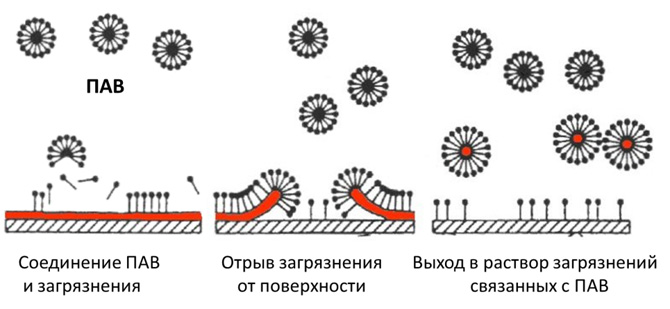 ПАВ
Соединение ПАВ
и загрязнения
Отрыв загрязнения
от поверхности
Выход в раствор загрязнений
связанных с ПАВ